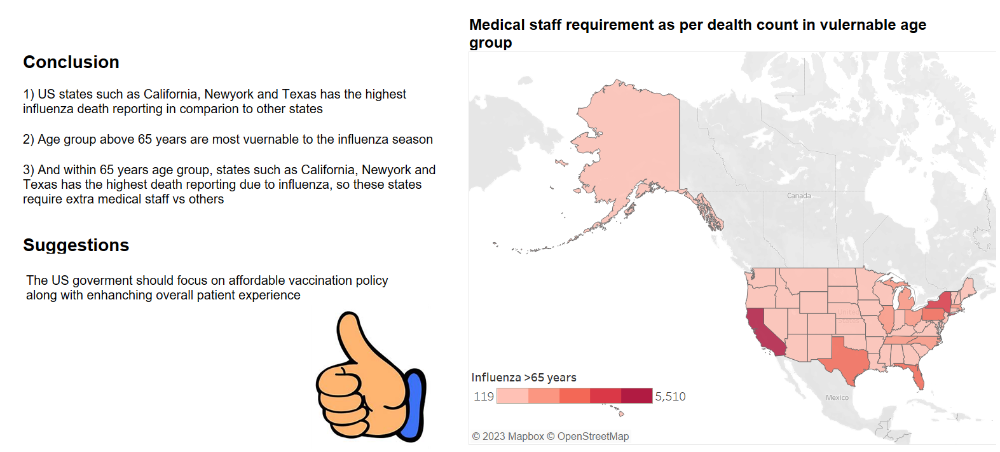 Conclusion
1) US states such as California, Newyork and Texas has the highest
influenza death reporting in comparion to other states
2) Age group above 65 years are most vuernable to the influenza season
3) And within 65 years age group, states such as California, Newyork and
Texas has the highest death reporting due to influenza, so these states
require extra medical staff vs others
Suggestions
The US goverment should focus on affordable vaccination policy
along with enhanching overall patient experience
Medical staff requirement as per dealth count in vulernable age
group
Canada
United
States
Mexico
Influenza >65 years
119
5,510
© 2023 Mapbox © OpenStreetMap